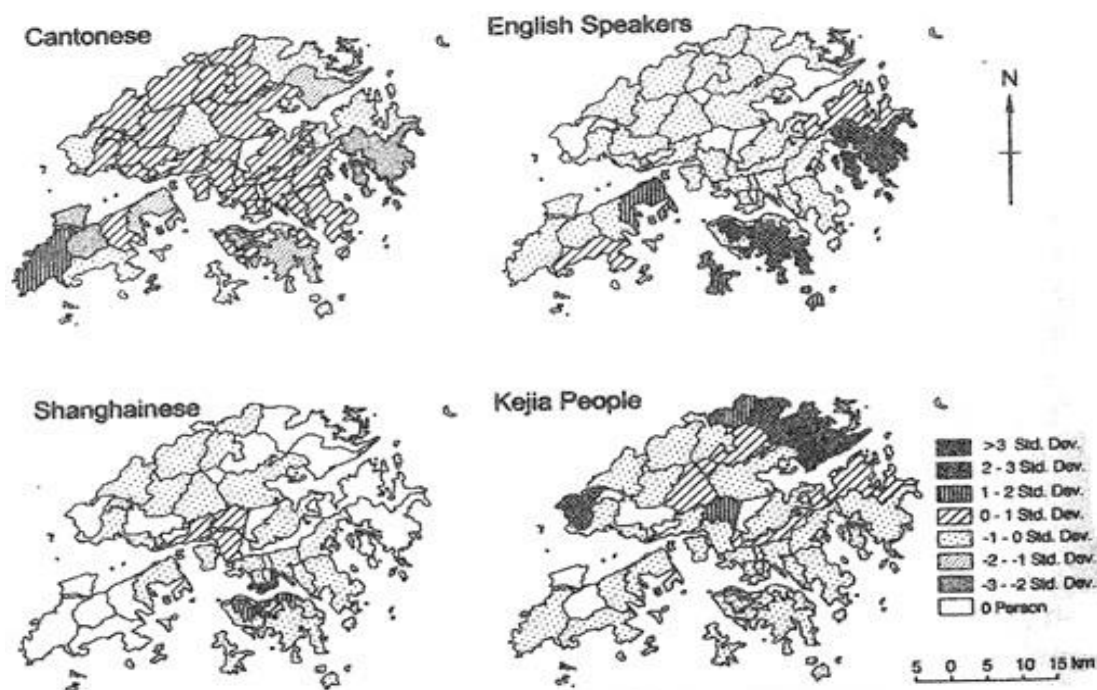 Cantonese
English Speakers
N
Shanghainese
Kejia People
>3 Std. Dev.
2 - 3 Std. Dev.
1 - 2 Std. Dev.
0 - 1 Std. Dev.
-1 - 0 Std. Dev.
-2 - -1 Std. Dev.
-3 - -2 Std. Dev.
0 Person
5 0 5 10 15 km